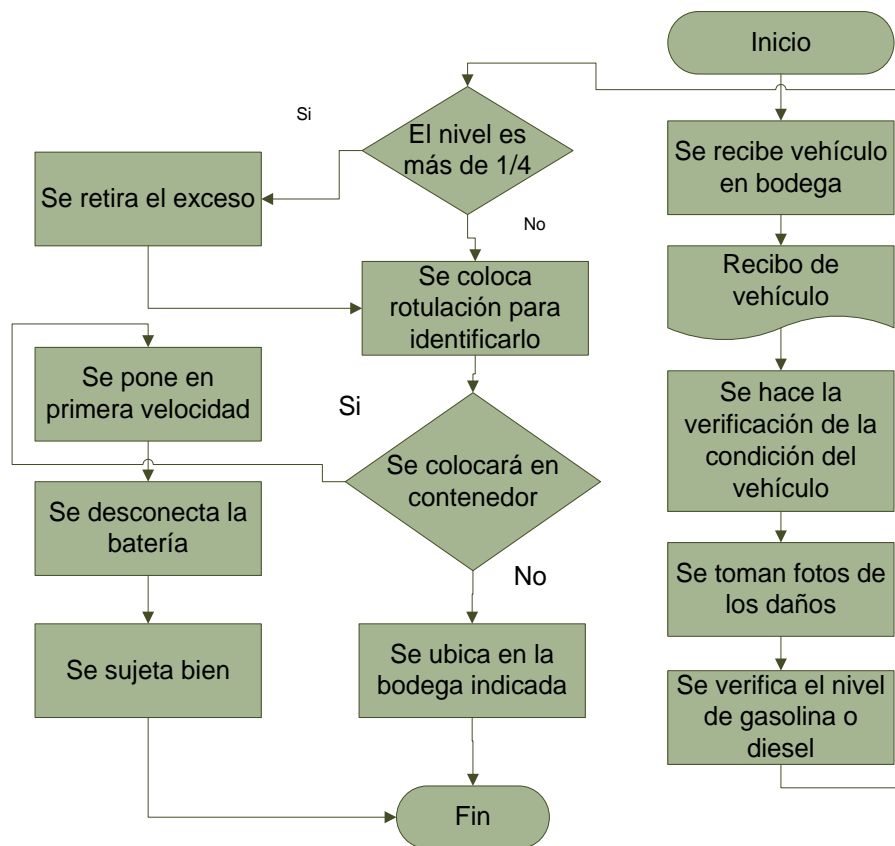 Inicio
Se recibe vehículo
en bodega
Recibo de
vehículo
Se hace la
verificación de la
condición del
vehículo
Se toman fotos de
los daños
Se verifica el nivel
de gasolina o
diesel
El nivel es
más de 1/4
Si
Se retira el exceso
No
Se coloca
rotulación para
identificarlo
Se colocará en
contenedor
Si
Se pone en
primera velocidad
Se desconecta la
batería
Se sujeta bien
No
Se ubica en la
bodega indicada
Fin